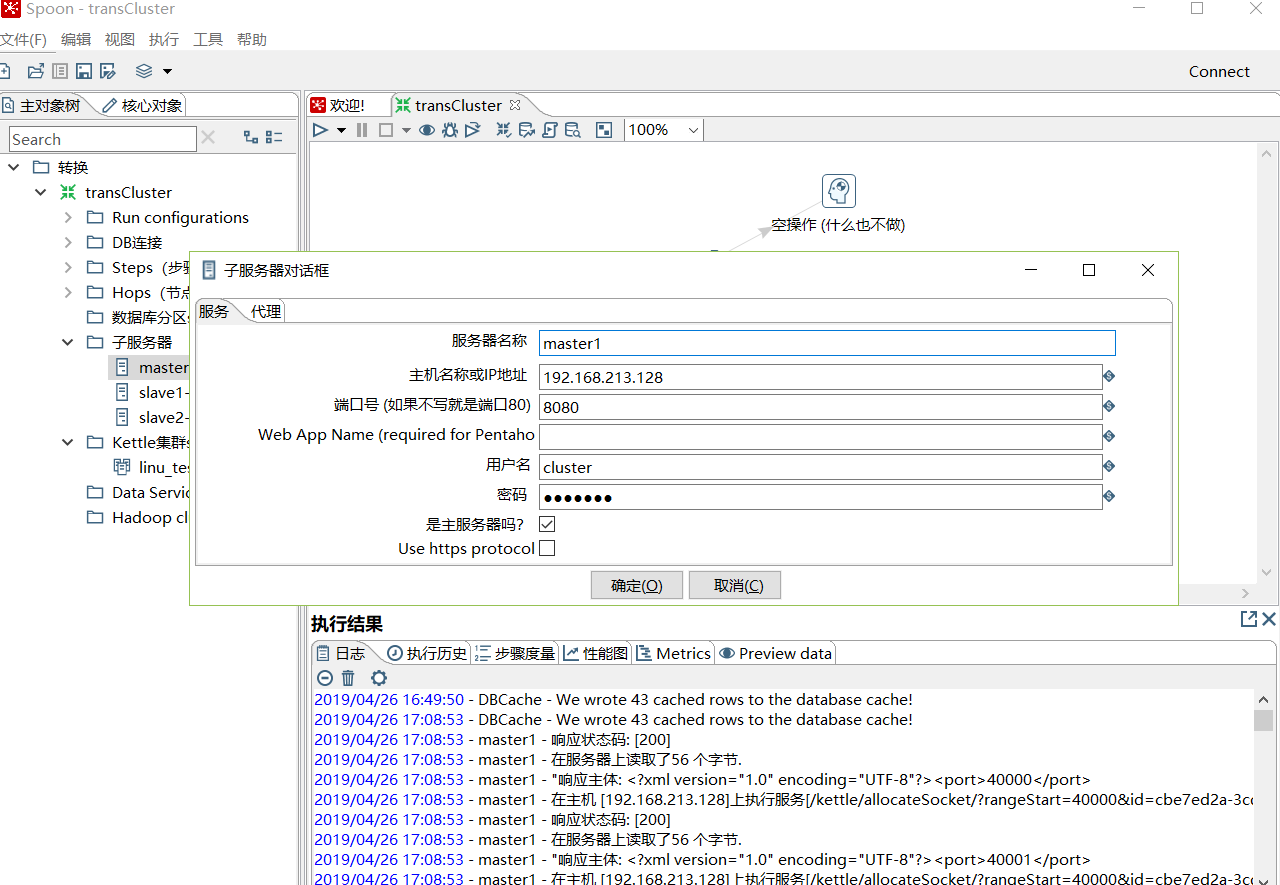 Spoon - transCluster
文件(F) 编辑 视图 执行 工具 帮助
Connect
主对象树 核心对象
欢迎! transCluster
Search
100%
转换
transCluster
Run configurations
DB连接
Steps（步骤
Hops（节点
数据库分区s
子服务器
master
slave1-
slave2-
Kettle集群s
linu_tes
Data Servic
Hadoop cl
空操作 (什么也不做)
子服务器对话框
服务 代理
服务器名称 master1
主机名称或IP地址 192.168.213.128
端口号 (如果不写就是端口80) 8080
Web App Name (required for Pentaho
用户名 cluster
密码 ●●●●●●●
是主服务器吗?
Use https protocol
确定(O) 取消(C)
执行结果
日志 执行历史 步骤度量 性能图 Metrics Preview data
2019/04/26 16:49:50 - DBCache - We wrote 43 cached rows to the database cache!
2019/04/26 17:08:53 - DBCache - We wrote 43 cached rows to the database cache!
2019/04/26 17:08:53 - master1 - 响应状态码: [200]
2019/04/26 17:08:53 - master1 - 在服务器上读取了56 个字节.
2019/04/26 17:08:53 - master1 - "响应主体: <?xml version="1.0" encoding="UTF-8"?><port>40000</port>
2019/04/26 17:08:53 - master1 - 在主机 [192.168.213.128]上执行服务[/kettle/allocateSocket/?rangeStart=40000&id=cbe7ed2a-3cc
2019/04/26 17:08:53 - master1 - 响应状态码: [200]
2019/04/26 17:08:53 - master1 - 在服务器上读取了56 个字节.
2019/04/26 17:08:53 - master1 - "响应主体: <?xml version="1.0" encoding="UTF-8"?><port>40001</port>
2019/04/26 17:08:53 - master1 - 在主机 [192.168.213.128]上执行服务[/kettle/allocateSocket/?rangeStart=40000&id=cbe7ed2a-3cc